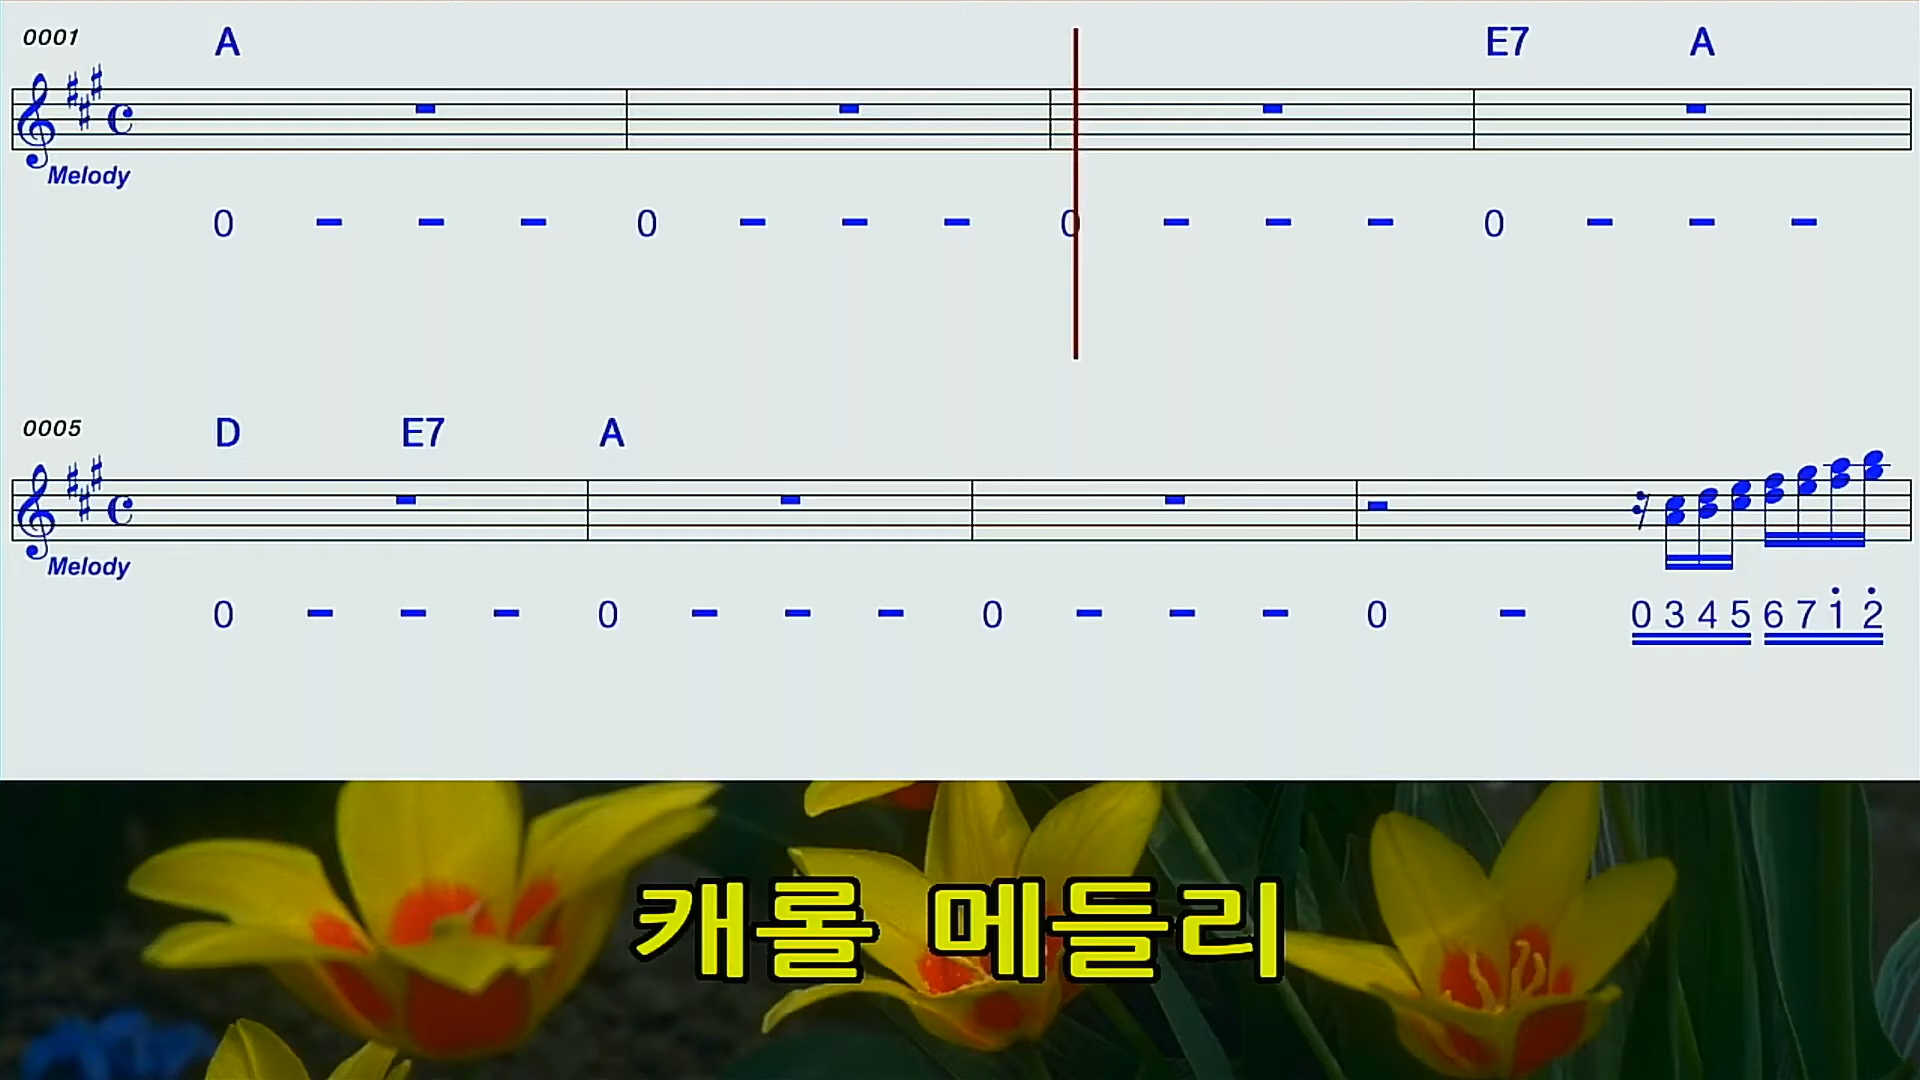 0001 A E7 A
Melody
0 - - - 0 - - - 0 - - - 0 - - -
0005 D E7 A
Melody
0 - - - 0 - - - 0 - - - 0 - 0 3 4 5 6 7 1̇ 2̇
캐롤 메들리